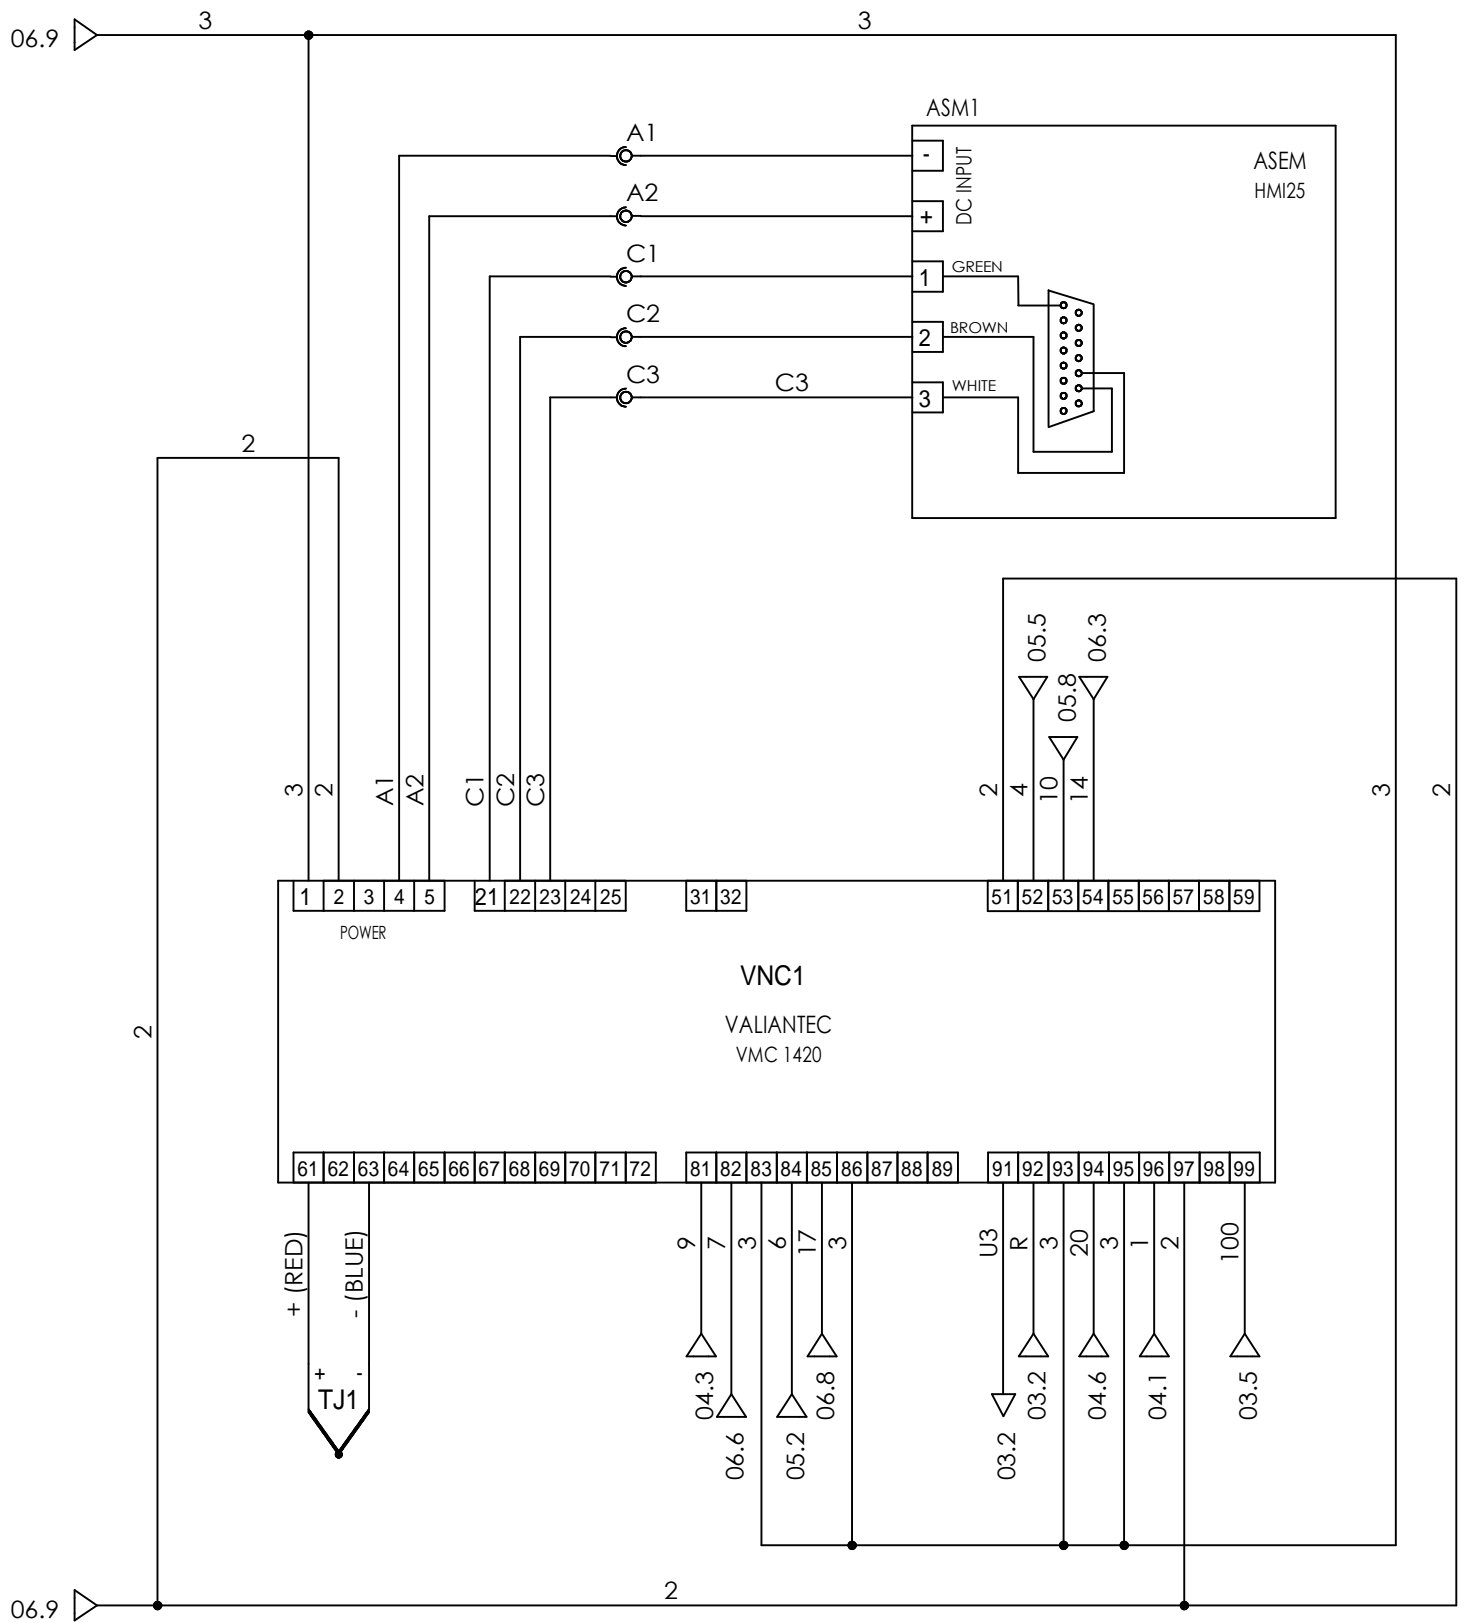 06.9
3
3
ASM1
A1
-
DC INPUT
ASEM
HMI25
A2
+
C1
1
GREEN
C2
2
BROWN
C3
C3
3
WHITE
2
05.5
06.3
05.8
3
2
A1
A2
C1
C2
C3
2
4
10
14
3
2
1 2 3 4 5
21 22 23 24 25
31 32
51 52 53 54 55 56 57 58 59
POWER
VNC1
VALIANTEC
VMC 1420
2
61 62 63 64 65 66 67 68 69 70 71 72
81 82 83 84 85 86 87 88 89
91 92 93 94 95 96 97 98 99
+ (RED)
- (BLUE)
9
7
3
6
17
3
U3
R
3
20
3
1
2
100
+ -
TJ1
04.3
06.6
05.2
06.8
03.2
03.2
04.6
04.1
03.5
06.9
2